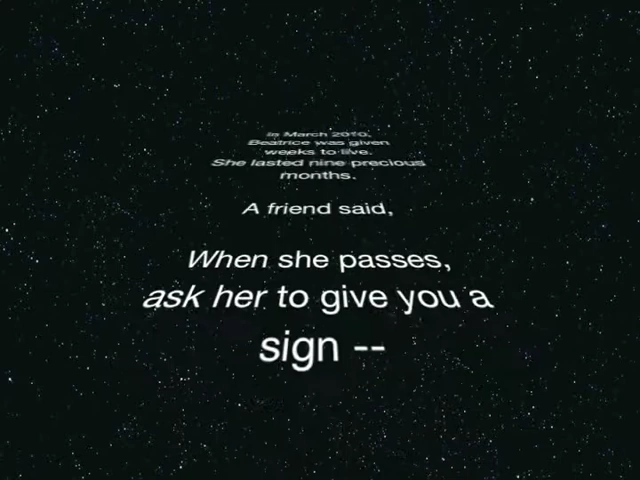 In March 2010,
Beatrice was given
weeks to live.
She lasted nine precious
months.
A friend said,
When she passes,
ask her to give you a
sign --